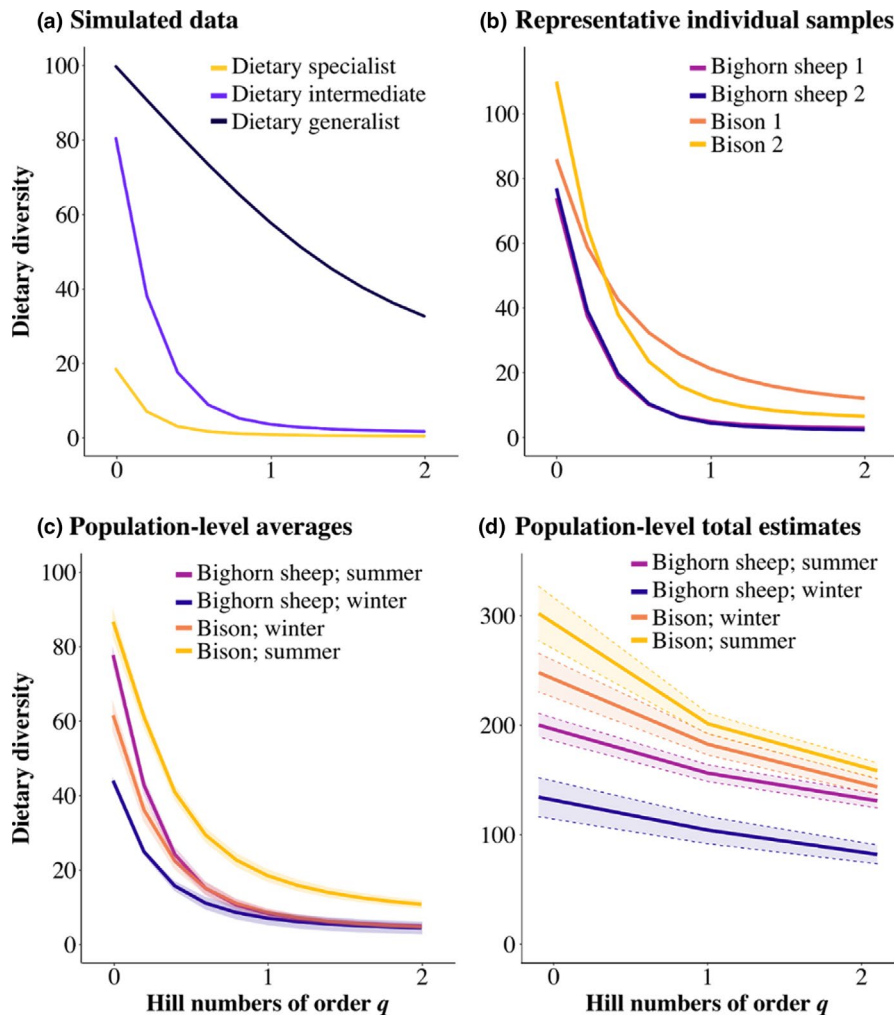 (a) Simulated data
Dietary diversity
100
80
60
40
20
0
0
1
2
Dietary specialist
Dietary intermediate
Dietary generalist
(b) Representative individual samples
100
80
60
40
20
0
0
1
2
Bighorn sheep 1
Bighorn sheep 2
Bison 1
Bison 2
(c) Population-level averages
Dietary diversity
100
80
60
40
20
0
0
1
2
Hill numbers of order q
Bighorn sheep; summer
Bighorn sheep; winter
Bison; winter
Bison; summer
(d) Population-level total estimates
300
200
100
0
0
1
2
Hill numbers of order q
Bighorn sheep; summer
Bighorn sheep; winter
Bison; winter
Bison; summer